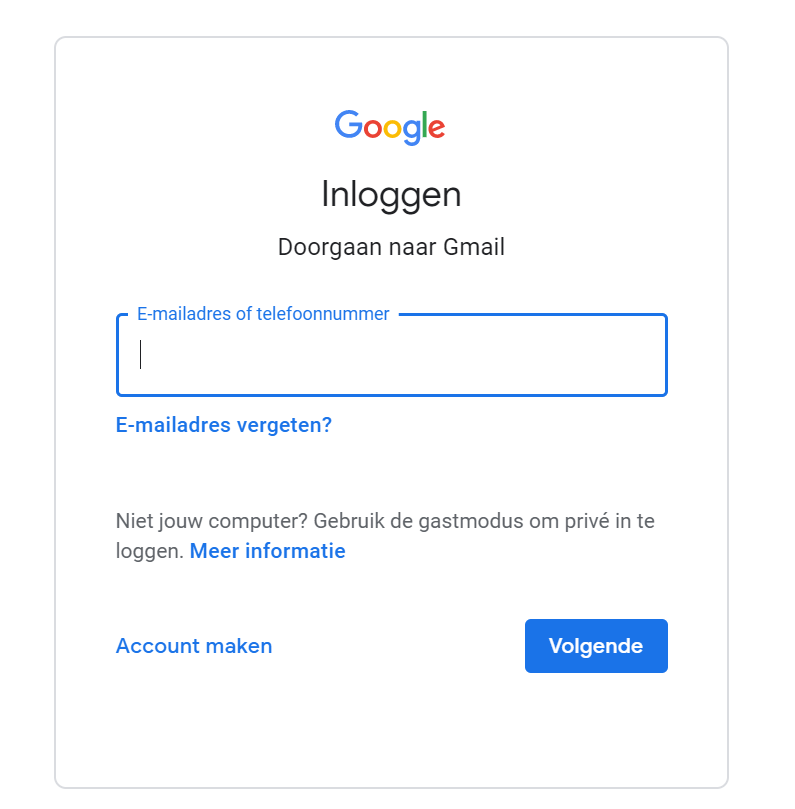 Google
Inloggen
Doorgaan naar Gmail
E-mailadres of telefoonnummer
E-mailadres vergeten?
Niet jouw computer? Gebruik de gastmodus om privé in te
loggen. Meer informatie
Account maken
Volgende